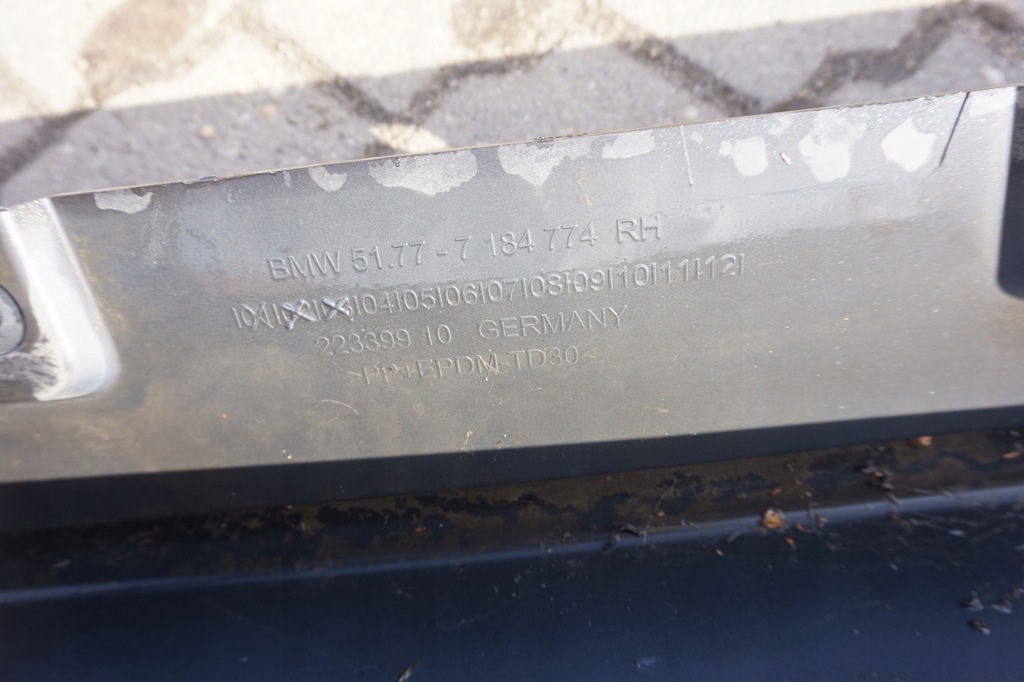 BMW 51.77 - 7 184 774 RH
|01|02|03|04|05|06|07|08|09|10|11|12|
223399 10 GERMANY
>PP+EPDM-TD30<